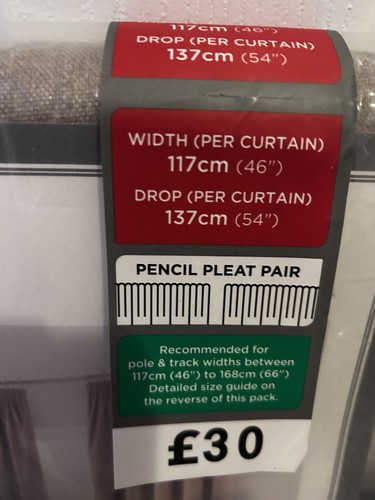 117cm (46")
DROP (PER CURTAIN)
137cm (54")
WIDTH (PER CURTAIN)
117cm (46")
DROP (PER CURTAIN)
137cm (54")
PENCIL PLEAT PAIR
Recommended for
pole & track widths between
117cm (46") to 168cm (66")
Detailed size guide on
the reverse of this pack.
£30